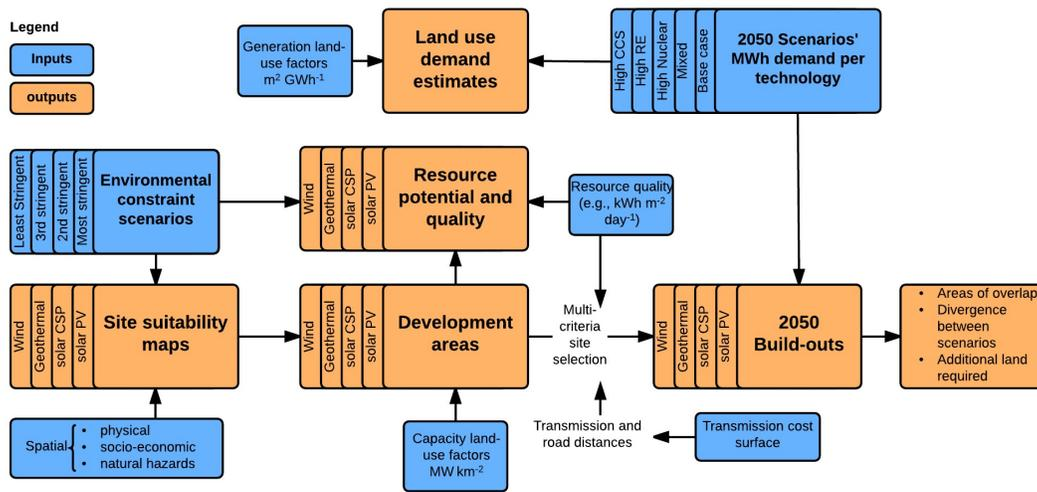 Legend
Inputs
outputs
Generation land-
use factors
m² GWh⁻¹
Land use
demand
estimates
High CCS
High RE
High Nuclear
Mixed
Base case
2050 Scenarios'
MWh demand per
technology
Least Stringent
3rd stringent
2nd stringent
Most stringent
Environmental
constraint
scenarios
Wind
Geothermal
solar CSP
solar PV
Resource
potential and
quality
Resource quality
(e.g., kWh m⁻²
day⁻¹)
Wind
Geothermal
solar CSP
solar PV
Site suitability
maps
Wind
Geothermal
solar CSP
solar PV
Development
areas
Multi-
criteria
site
selection
Wind
Geothermal
solar CSP
solar PV
2050
Build-outs
• Areas of overlap
• Divergence
between
scenarios
• Additional land
required
Spatial
• physical
• socio-economic
• natural hazards
Capacity land-
use factors
MW km⁻²
Transmission and
road distances
Transmission cost
surface